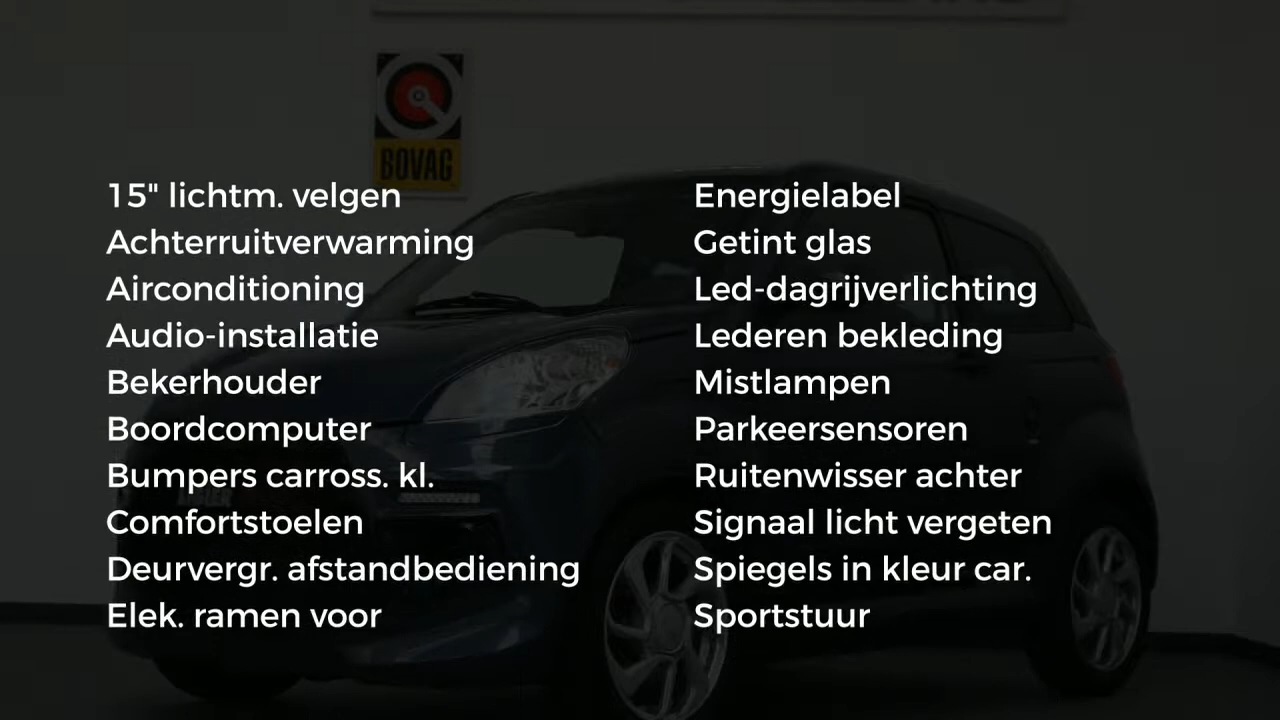 BOVAG
15" lichtm. velgen
Achterruitverwarming
Airconditioning
Audio-installatie
Bekerhouder
Boordcomputer
Bumpers carross. kl.
Comfortstoelen
Deurvergr. afstandbediening
Elek. ramen voor
Energielabel
Getint glas
Led-dagrijverlichting
Lederen bekleding
Mistlampen
Parkeersensoren
Ruitenwisser achter
Signaal licht vergeten
Spiegels in kleur car.
Sportstuur